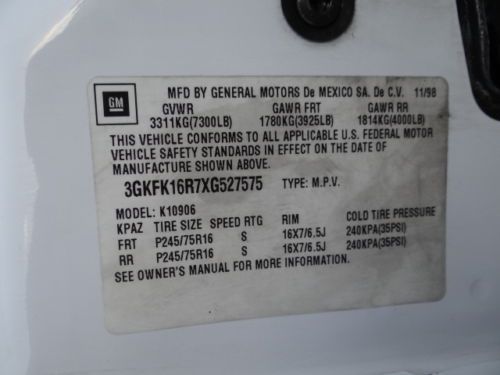 GM
MFD BY GENERAL MOTORS De MEXICO SA. De C.V. 11/98
GVWR GAWR FRT GAWR RR
3311KG(7300LB) 1780KG(3925LB) 1814KG(4000LB)
THIS VEHICLE CONFORMS TO ALL APPLICABLE U.S. FEDERAL MOTOR
VEHICLE SAFETY STANDARDS IN EFFECT ON THE DATE OF
MANUFACTURE SHOWN ABOVE.
3GKFK16R7XG527575 TYPE: M.P.V.
MODEL: K10906
KPAZ TIRE SIZE SPEED RTG RIM COLD TIRE PRESSURE
FRT P245/75R16 S 16X7/6.5J 240KPA(35PSI)
RR P245/75R16 S 16X7/6.5J 240KPA(35PSI)
SEE OWNER'S MANUAL FOR MORE INFORMATION.